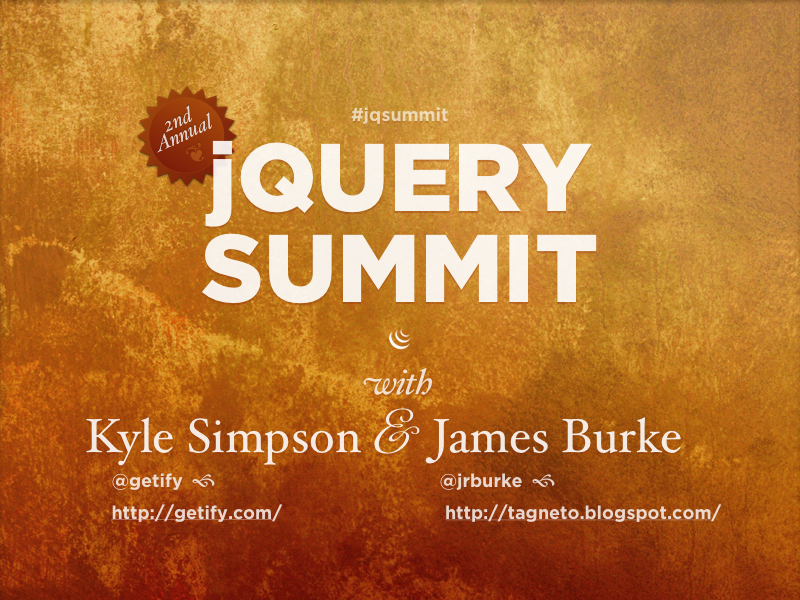 #jqsummit
2nd
Annual
jQUERY
SUMMIT
with
Kyle Simpson & James Burke
@getify @jrburke
http://getify.com/ http://tagneto.blogspot.com/